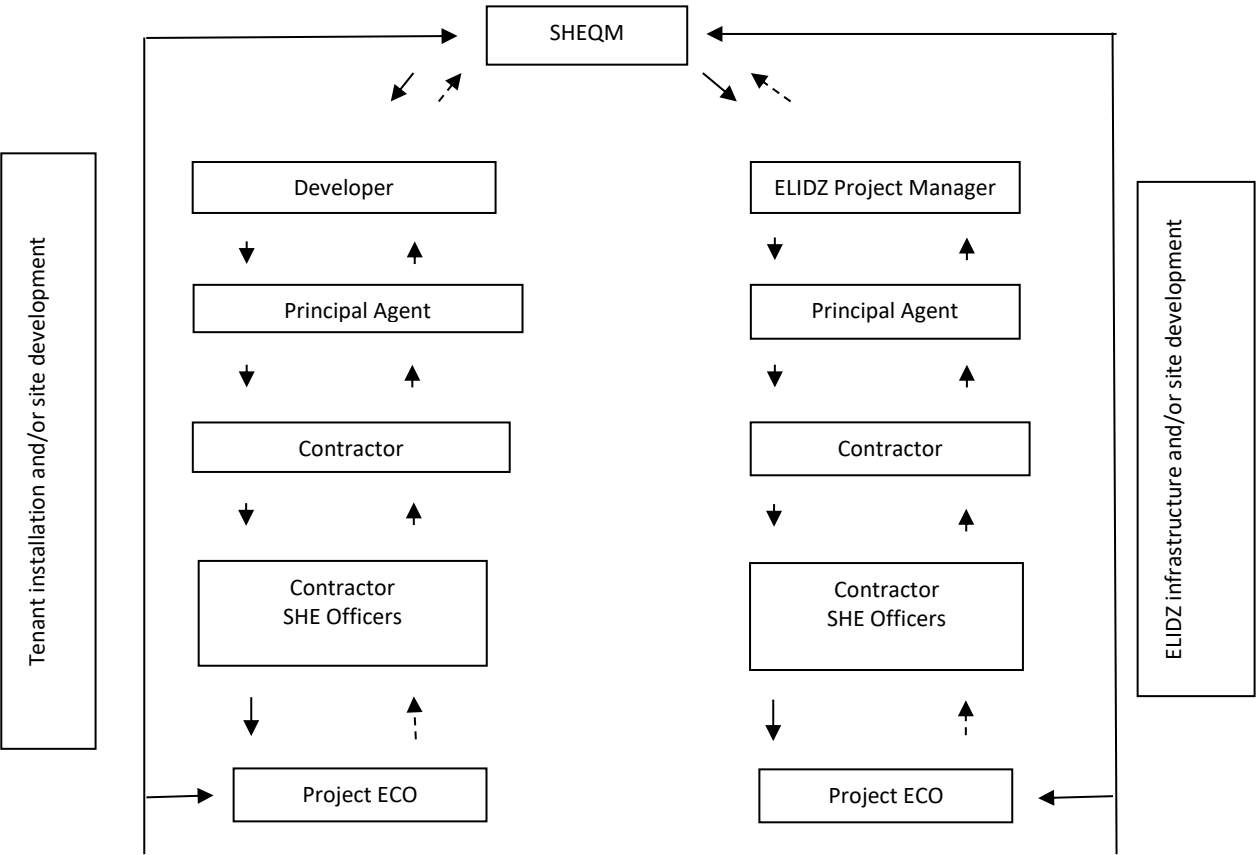 SHEQM
Tenant installation and/or site development
Developer
Principal Agent
Contractor
Contractor
SHE Officers
Project ECO
ELIDZ Project Manager
Principal Agent
Contractor
Contractor
SHE Officers
Project ECO
ELIDZ infrastructure and/or site development